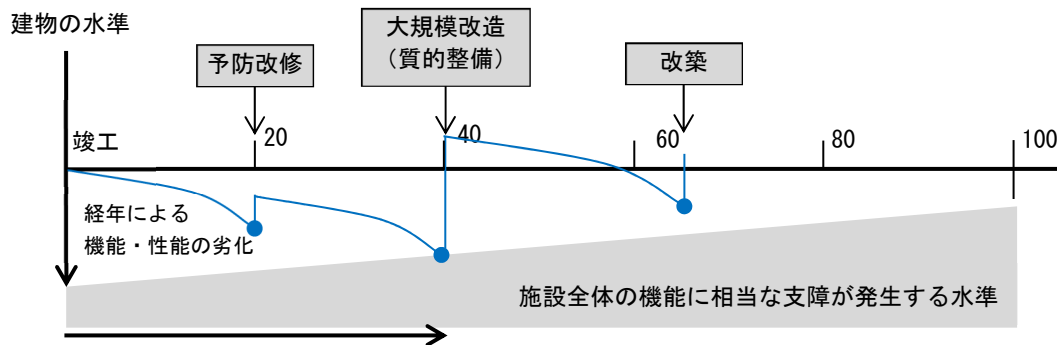 建物の水準
予防改修
大規模改造
（質的整備）
改築
竣工
20
40
60
80
100
経年による
機能・性能の劣化
施設全体の機能に相当な支障が発生する水準